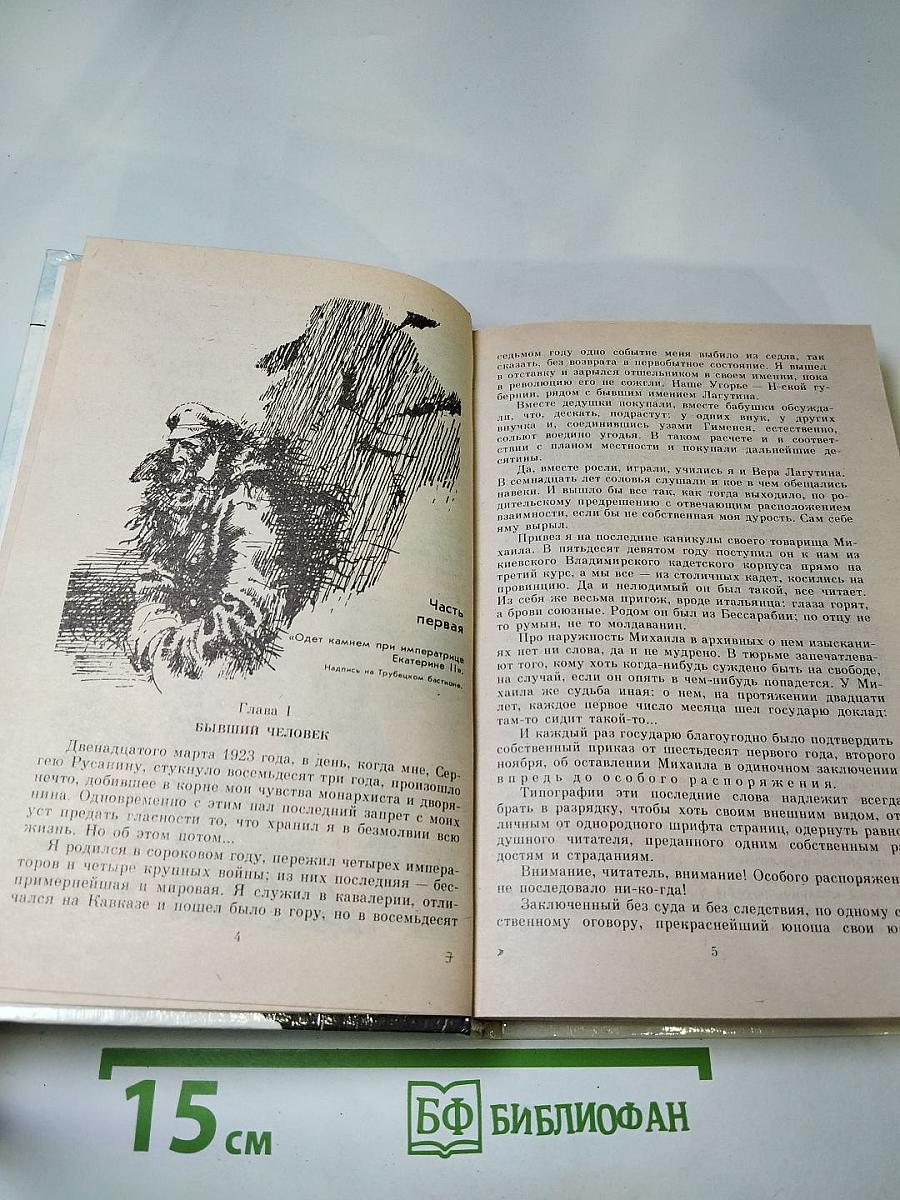 Часть
первая
«Одет камнем при императрице
Екатерине II».
Надпись на Трубецком бастионе.
Глава I
БЫВШИЙ ЧЕЛОВЕК
Двенадцатого марта 1923 года, в день, когда мне, Сер-
гею Русанину, стукнуло восемьдесят три года, произошло
нечто, добившее в корне мои чувства монархиста и дворя-
нина. Одновременно с этим пал последний запрет с моих
уст предать гласности то, что хранил я в безмолвии всю
жизнь. Но об этом потом...
Я родился в сороковом году, пережил четырех импера-
торов и четыре крупных войны; из них последняя — бес-
примернейшая и мировая. Я служил в кавалерии, отли-
чался на Кавказе и пошел было в гору, но в восемьдесят
4
седьмом году одно событие меня выбило из седла, так
сказать, без возврата в первобытное состояние. Я вышел
в отставку и зарылся отшельником в своем имении, пока
в революцию его не сожгли. Наше Угорье — Н-ской гу-
бернии, рядом с бывшим имением Лагутина.
Вместе дедушки покупали, вместе бабушки обсужда-
ли, что, дескать, подрастут: у одних внук, у других
внучка и, соединившись узами Гименея, естественно,
сольют воедино угодья. В таком расчете и в соответ-
ствии с планом местности и покупали дальнейшие де-
сятины.
Да, вместе росли, играли, учились я и Вера Лагутина.
В семнадцать лет соловья слушали и кое в чем обещались
навеки. И вышло бы все так, как тогда выходило, по ро-
дительскому предрешению с отвечающим расположением
взаимности, если бы не собственная моя дурость. Сам себе
яму вырыл.
Привез я на последние каникулы своего товарища Ми-
хаила. В пятьдесят девятом году поступил он к нам из
киевского Владимирского кадетского корпуса прямо на
третий курс, а мы все — из столичных кадет, косились на
провинцию. Да и нелюдимый он был такой, все читает.
Из себя же весьма пригож, вроде итальянца: глаза горят,
а брови союзные. Родом он был из Бессарабии; по отцу не
то румын, не то молдаванин.
Про наружность Михаила в архивных о нем изыскани-
ях нет ни слова, да и не мудрено. В тюрьме запечатлева-
ют того, кому хоть когда-нибудь суждено быть на свободе,
на случай, если он опять в чем-нибудь попадется. У Ми-
хаила же судьба иная: о нем, на протяжении двадцати
лет, каждое первое число месяца шел государю доклад:
там-то сидит такой-то...
И каждый раз государю благоугодно было подтвердить
собственный приказ от шестьдесят первого года, второго
ноября, об оставлении Михаила в одиночном заключении
впредь до особого распоряжения.
Типографии эти последние слова надлежит всегда
брать в разрядку, чтобы хоть своим внешним видом, от
личным от однородного шрифта страниц, одернуть равно
душного читателя, преданного одним собственным ра
достям и страданиям.
Внимание, читатель, внимание! Особого распоряжен
не последовало ни-ко-гда!
Заключенный без суда и без следствия, по одному с
ственному оговору, прекраснейший юноша свои ю
5
15 см
БФ БИБЛИОФАН